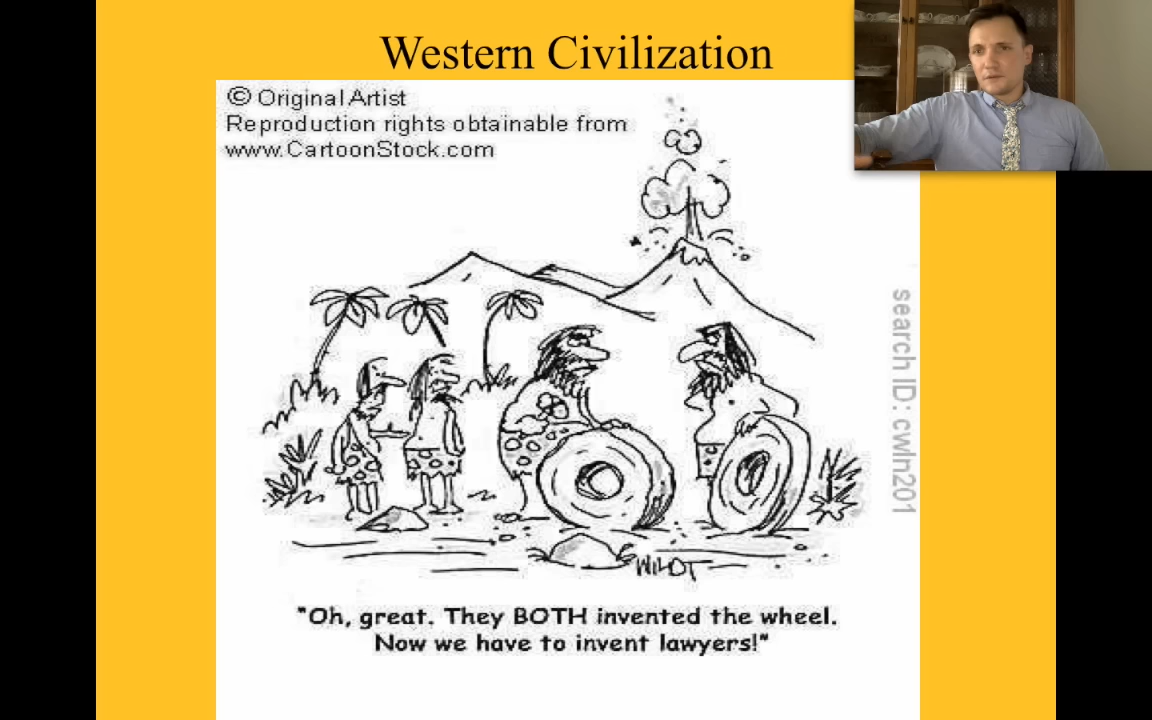 Western Civilization
© Original Artist
Reproduction rights obtainable from
www.CartoonStock.com
search ID: cwln201
WILDT
"Oh, great. They BOTH invented the wheel.
Now we have to invent lawyers!"